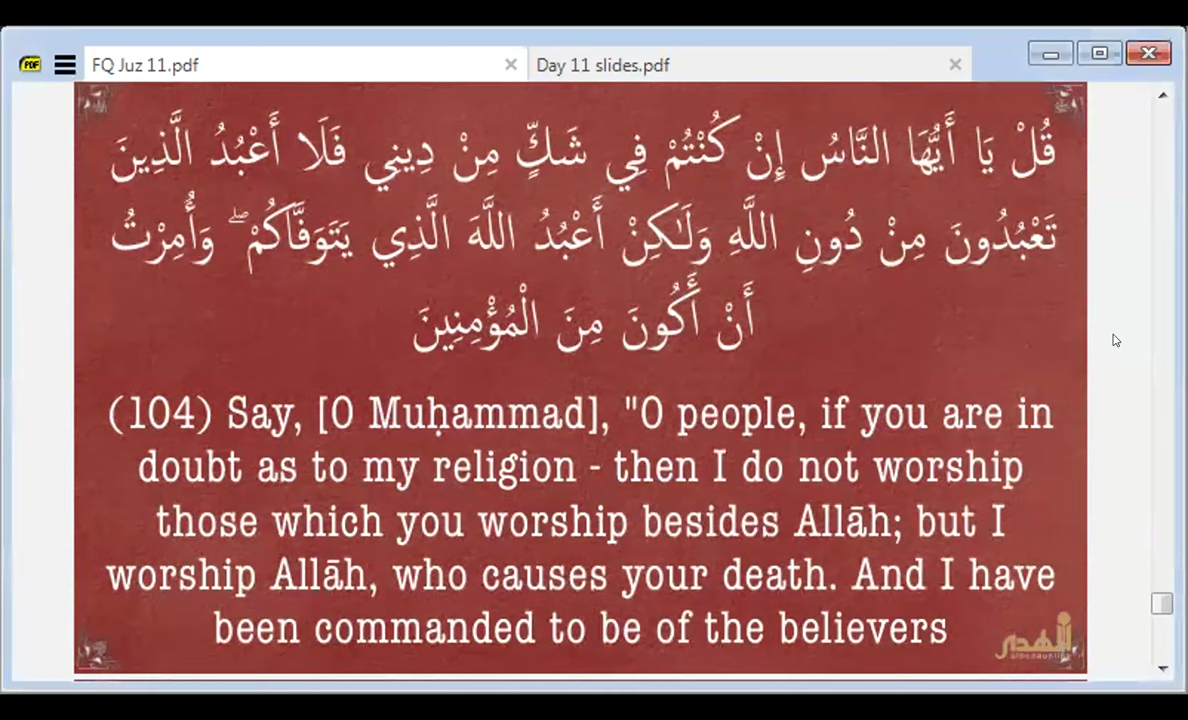 FQ Juz 11.pdf
Day 11 slides.pdf
قُلْ يَا أَيُّهَا النَّاسُ إِنْ كُنْتُمْ فِي شَكٍّ مِنْ دِينِي فَلَا أَعْبُدُ الَّذِينَ
تَعْبُدُونَ مِنْ دُونِ اللَّهِ وَلَٰكِنْ أَعْبُدُ اللَّهَ الَّذِي يَتَوَفَّاكُمْ ۖ وَأُمِرْتُ
أَنْ أَكُونَ مِنَ الْمُؤْمِنِينَ
(104) Say, [O Muḥammad], "O people, if you are in
doubt as to my religion - then I do not worship
those which you worship besides Allāh; but I
worship Allāh, who causes your death. And I have
been commanded to be of the believers
الهدى